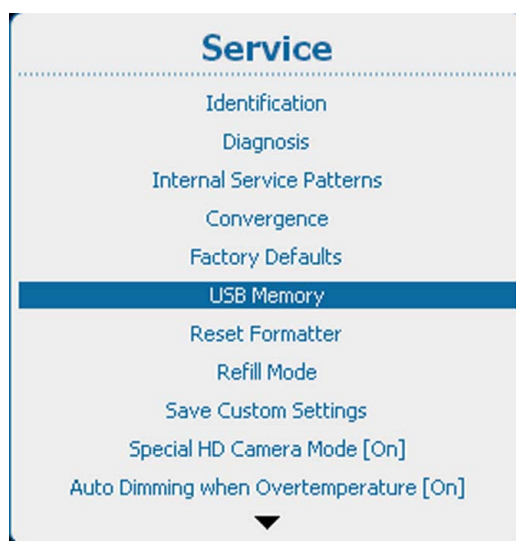 Service
Identification
Diagnosis
Internal Service Patterns
Convergence
Factory Defaults
USB Memory
Reset Formatter
Refill Mode
Save Custom Settings
Special HD Camera Mode [On]
Auto Dimming when Overtemperature [On]